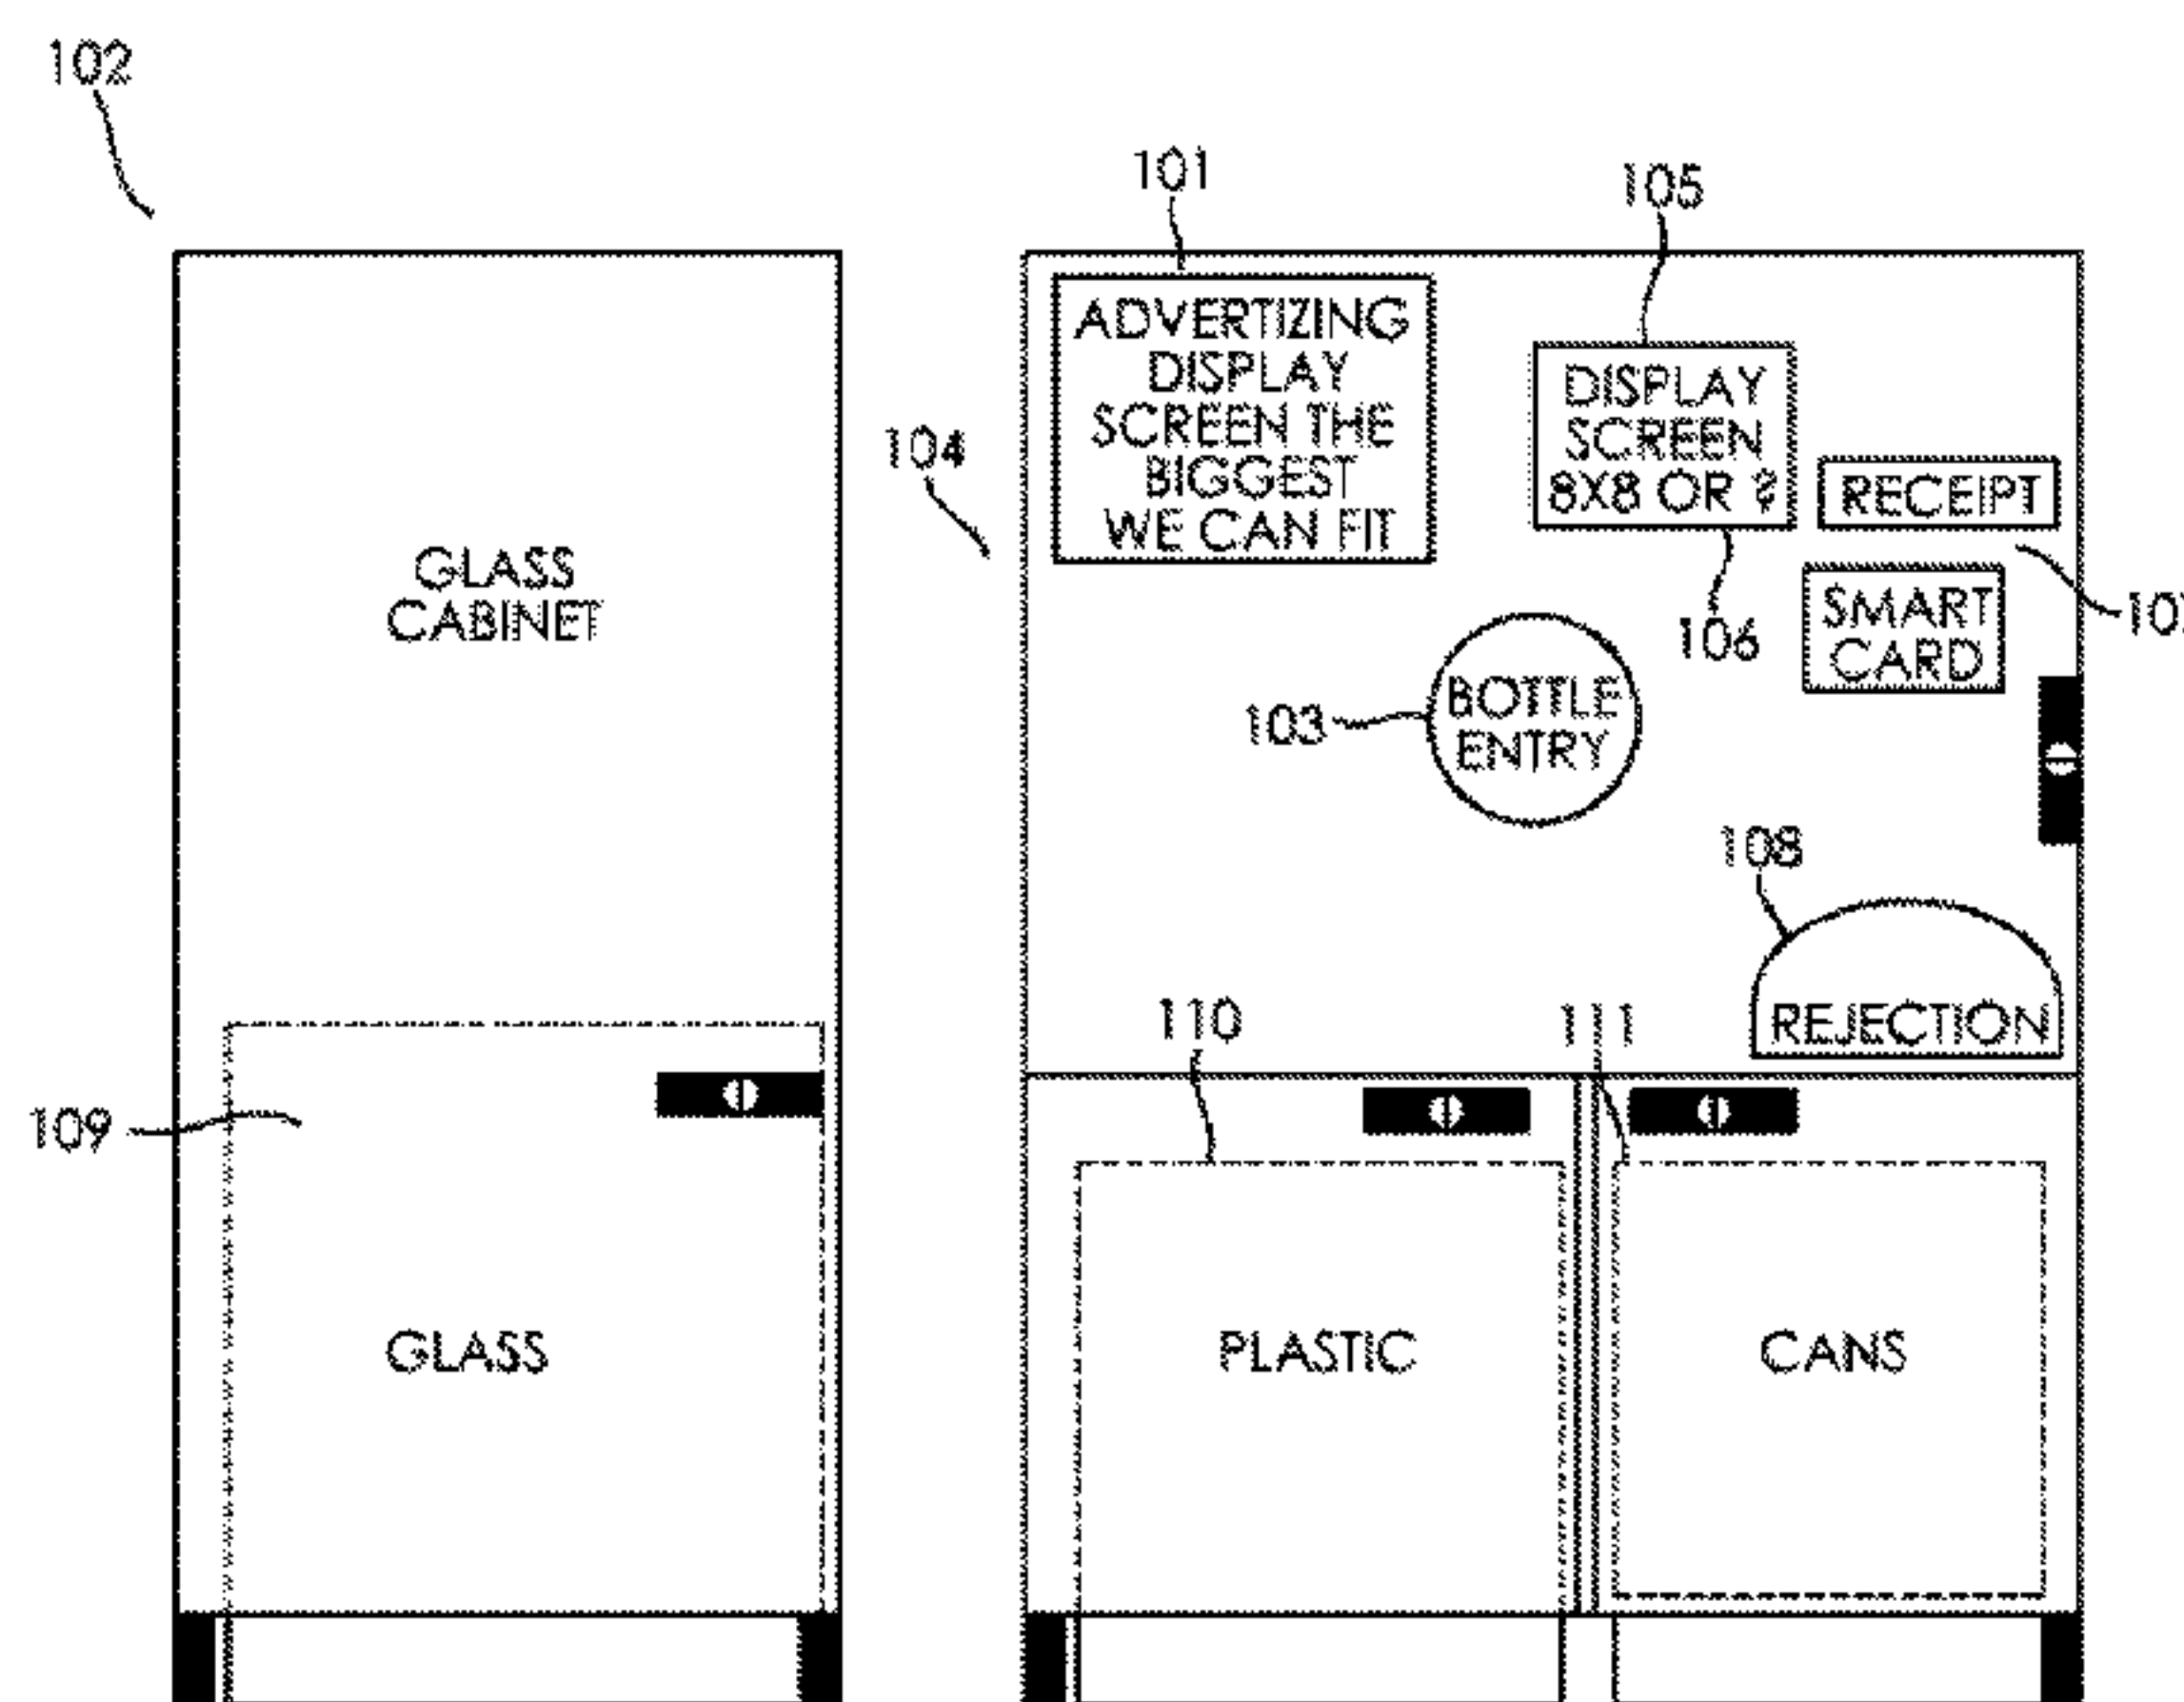 102
101
105
ADVERTIZING
DISPLAY
SCREEN THE
BIGGEST
WE CAN FIT
DISPLAY
SCREEN
8X8 OR ?
104
RECEIPT
GLASS
CABINET
SMART
CARD
106
103
BOTTLE
ENTRY
108
REJECTION
110
111
109
GLASS
PLASTIC
CANS